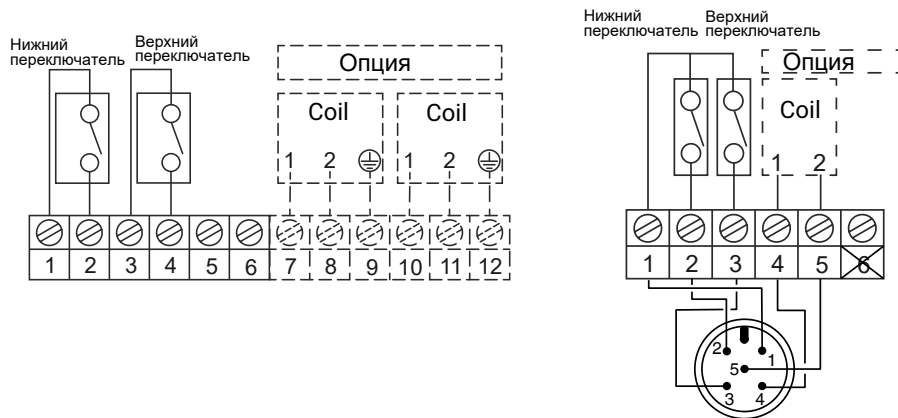 Нижний
переключатель
Верхний
переключатель
Опция
Coil
Coil
1 2
1 2
1 2 3 4 5 6 7 8 9 10 11 12
Нижний
переключатель
Верхний
переключатель
Опция
Coil
1 2
1 2 3 4 5 6
2 1
5
3 4